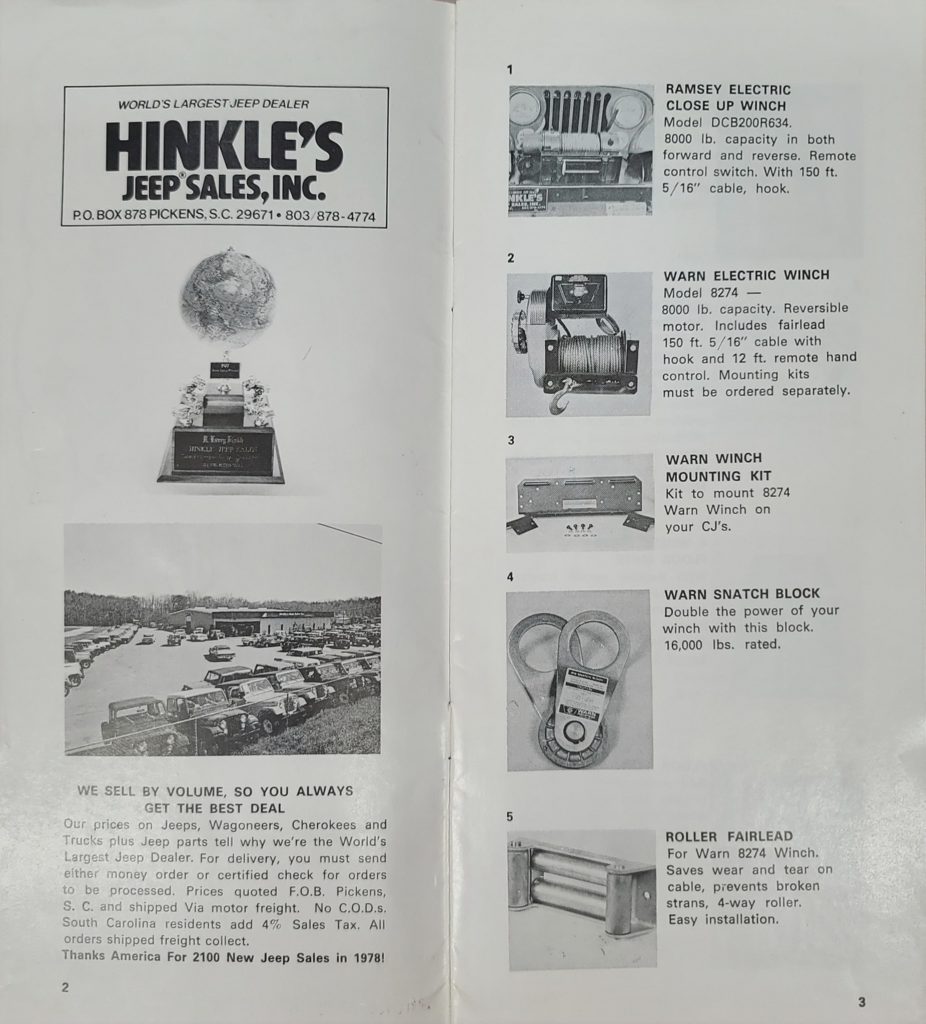 WORLD'S LARGEST JEEP DEALER
HINKLE'S
JEEP® SALES, INC.
P.O. BOX 878 PICKENS, S.C. 29671 • 803/878-4774
HINKLE JEEP SALES
WE SELL BY VOLUME, SO YOU ALWAYS
GET THE BEST DEAL
Our prices on Jeeps, Wagoneers, Cherokees and
Trucks plus Jeep parts tell why we're the World's
Largest Jeep Dealer. For delivery, you must send
either money order or certified check for orders
to be processed. Prices quoted F.O.B. Pickens,
S. C. and shipped Via motor freight. No C.O.D.s.
South Carolina residents add 4% Sales Tax. All
orders shipped freight collect.
Thanks America For 2100 New Jeep Sales in 1978!
2
1
RAMSEY ELECTRIC
CLOSE UP WINCH
Model DCB200R634.
8000 lb. capacity in both
forward and reverse. Remote
control switch. With 150 ft.
5/16" cable, hook.
2
WARN ELECTRIC WINCH
Model 8274 —
8000 lb. capacity. Reversible
motor. Includes fairlead
150 ft. 5/16" cable with
hook and 12 ft. remote hand
control. Mounting kits
must be ordered separately.
3
WARN WINCH
MOUNTING KIT
Kit to mount 8274
Warn Winch on
your CJ's.
4
WARN SNATCH BLOCK
Double the power of your
winch with this block.
16,000 lbs. rated.
WARN
5
ROLLER FAIRLEAD
For Warn 8274 Winch.
Saves wear and tear on
cable, prevents broken
strans, 4-way roller.
Easy installation.
3